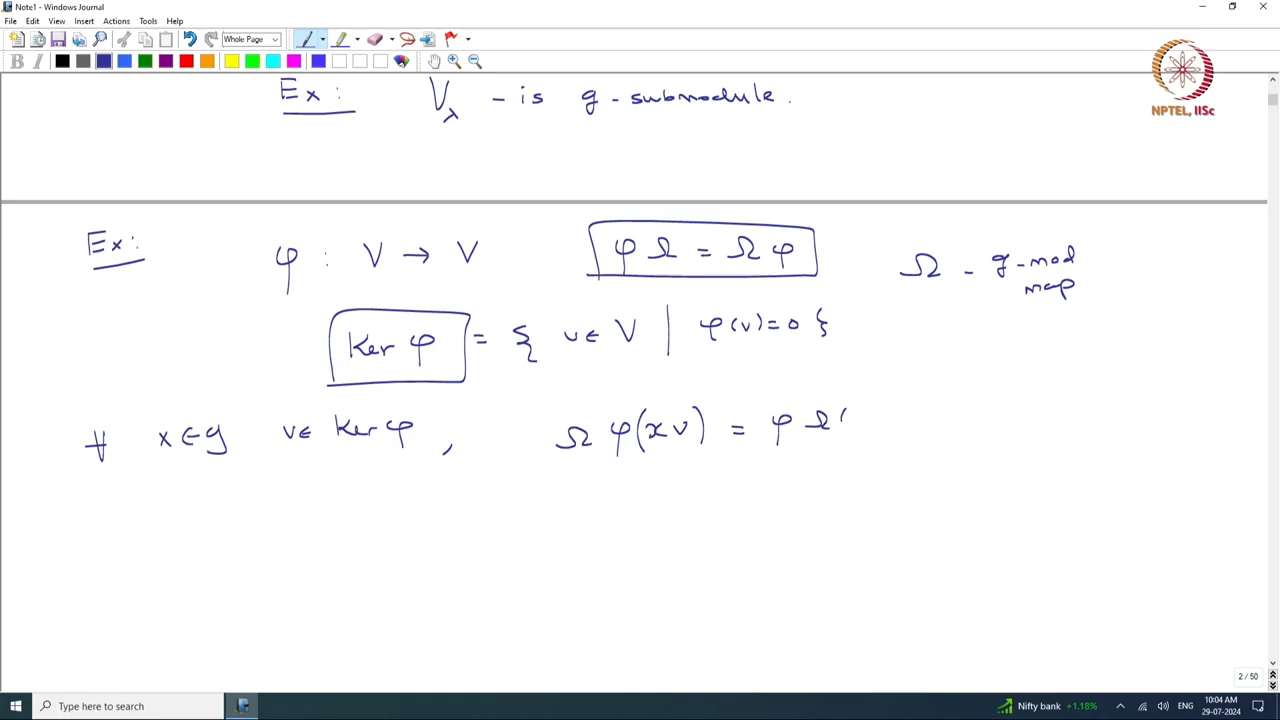 Note1 - Windows Journal
File Edit View Insert Actions Tools Help
Whole Page
B I
Ex: V_λ - is g - submodule.
NPTEL, IISc
Ex: φ : V → V φ Ω = Ω φ Ω - g-mod map
Ker φ = { v ∈ V | φ(v) = 0 }
∀ x ∈ g v ∈ Ker φ, Ω φ(x v) = φ Ω(
2 / 50
Type here to search
Nifty bank +1.18%
ENG
10:04 AM
29-07-2024